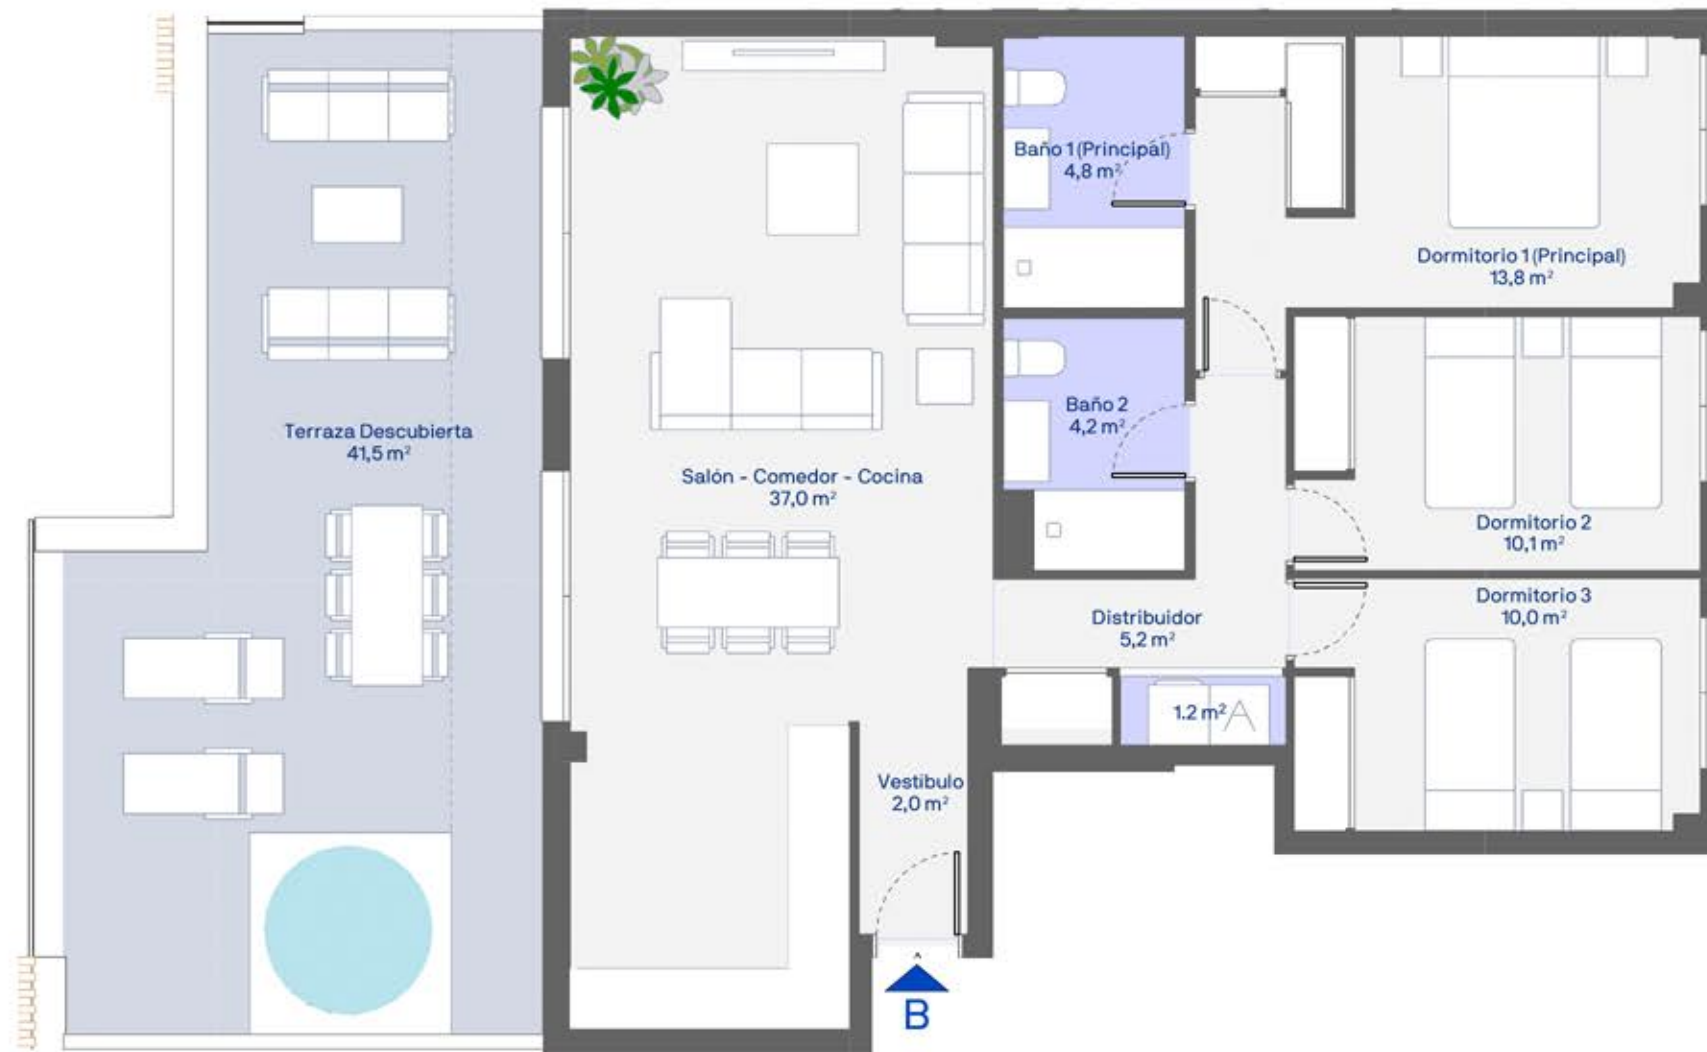 Baño 1 (Principal)
4,8 m²
Dormitorio 1 (Principal)
13,8 m²
Terraza Descubierta
41,5 m²
Baño 2
4,2 m²
Salón - Comedor - Cocina
37,0 m²
Dormitorio 2
10,1 m²
Distribuidor
5,2 m²
Dormitorio 3
10,0 m²
1.2 m²
A
Vestíbulo
2,0 m²
B